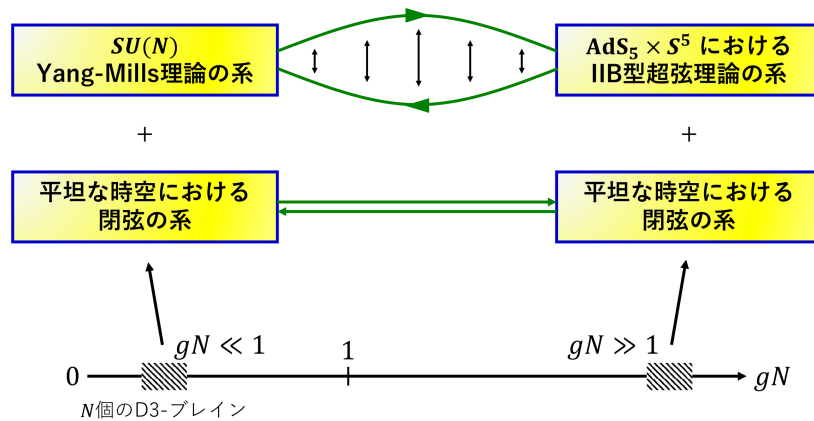 SU(N)
Yang-Mills理論の系
AdS₅ × S⁵ における
IIB型超弦理論の系
+
+
平坦な時空における
閉弦の系
平坦な時空における
閉弦の系
gN ≪ 1
1
gN ≫ 1
0
gN
N個のD3-ブレイン